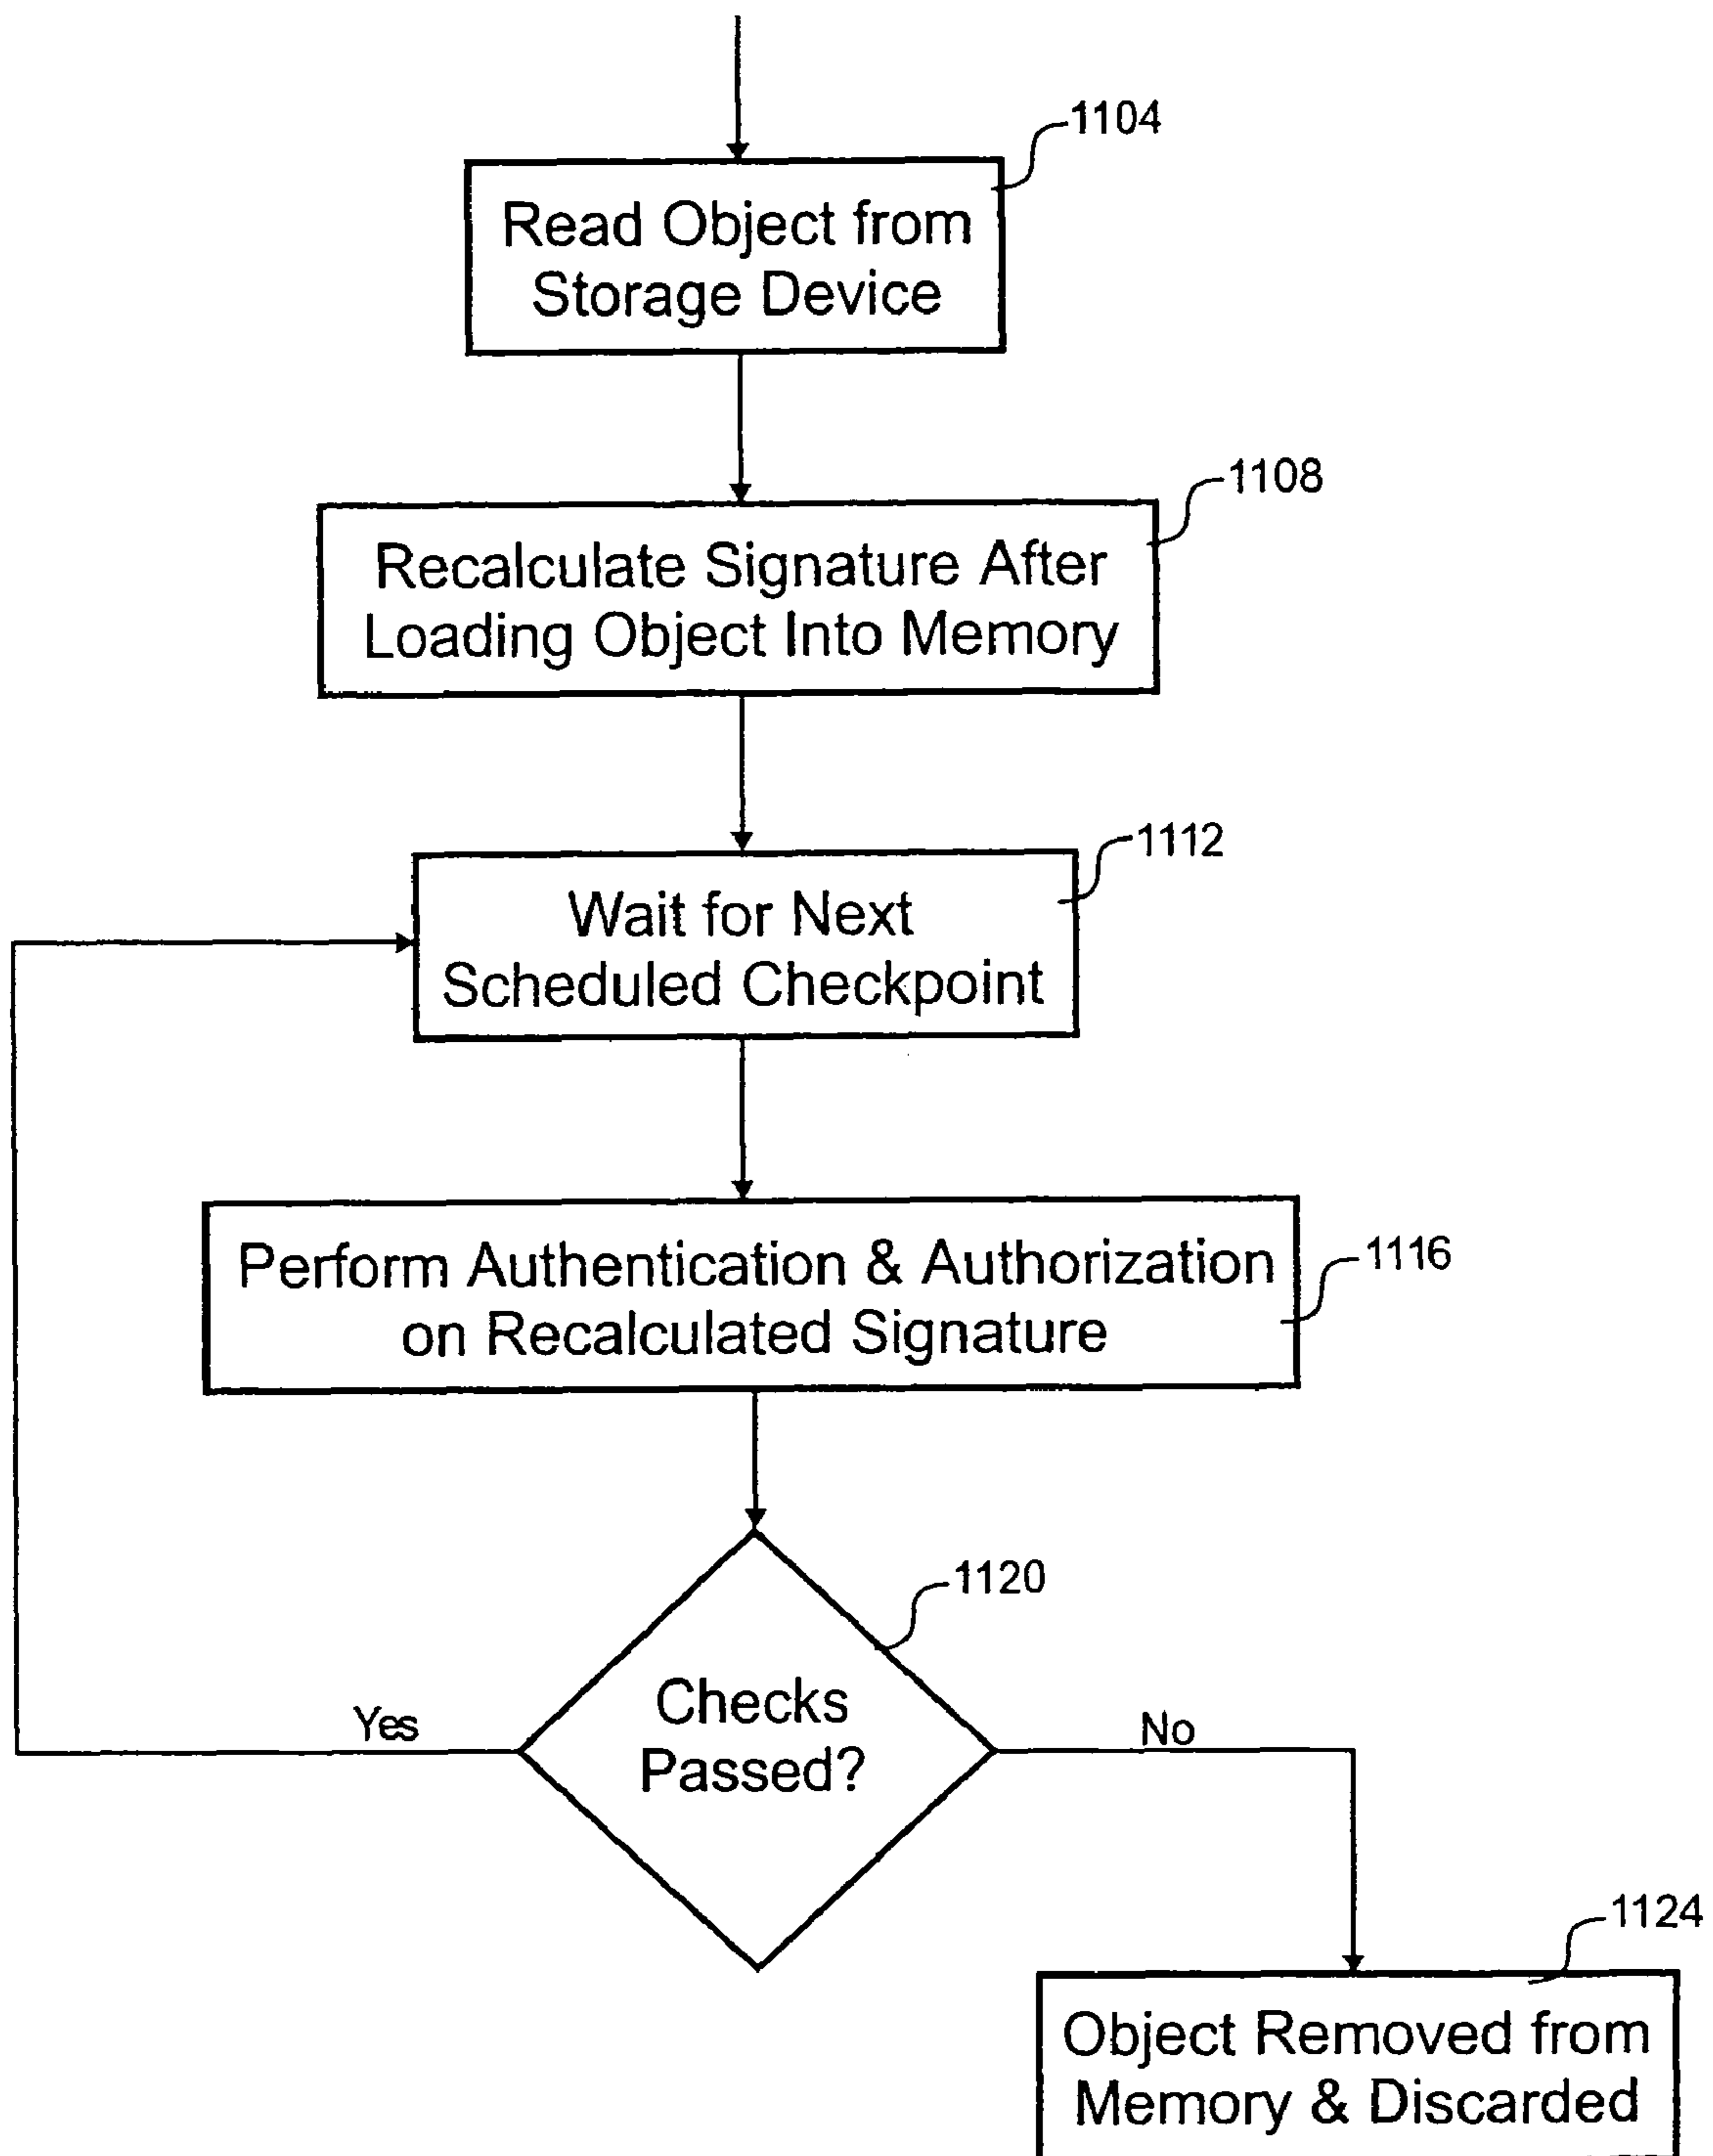 1104
Read Object from
Storage Device
1108
Recalculate Signature After
Loading Object Into Memory
1112
Wait for Next
Scheduled Checkpoint
Perform Authentication & Authorization
on Recalculated Signature
1116
1120
Checks
Passed?
Yes
No
1124
Object Removed from
Memory & Discarded